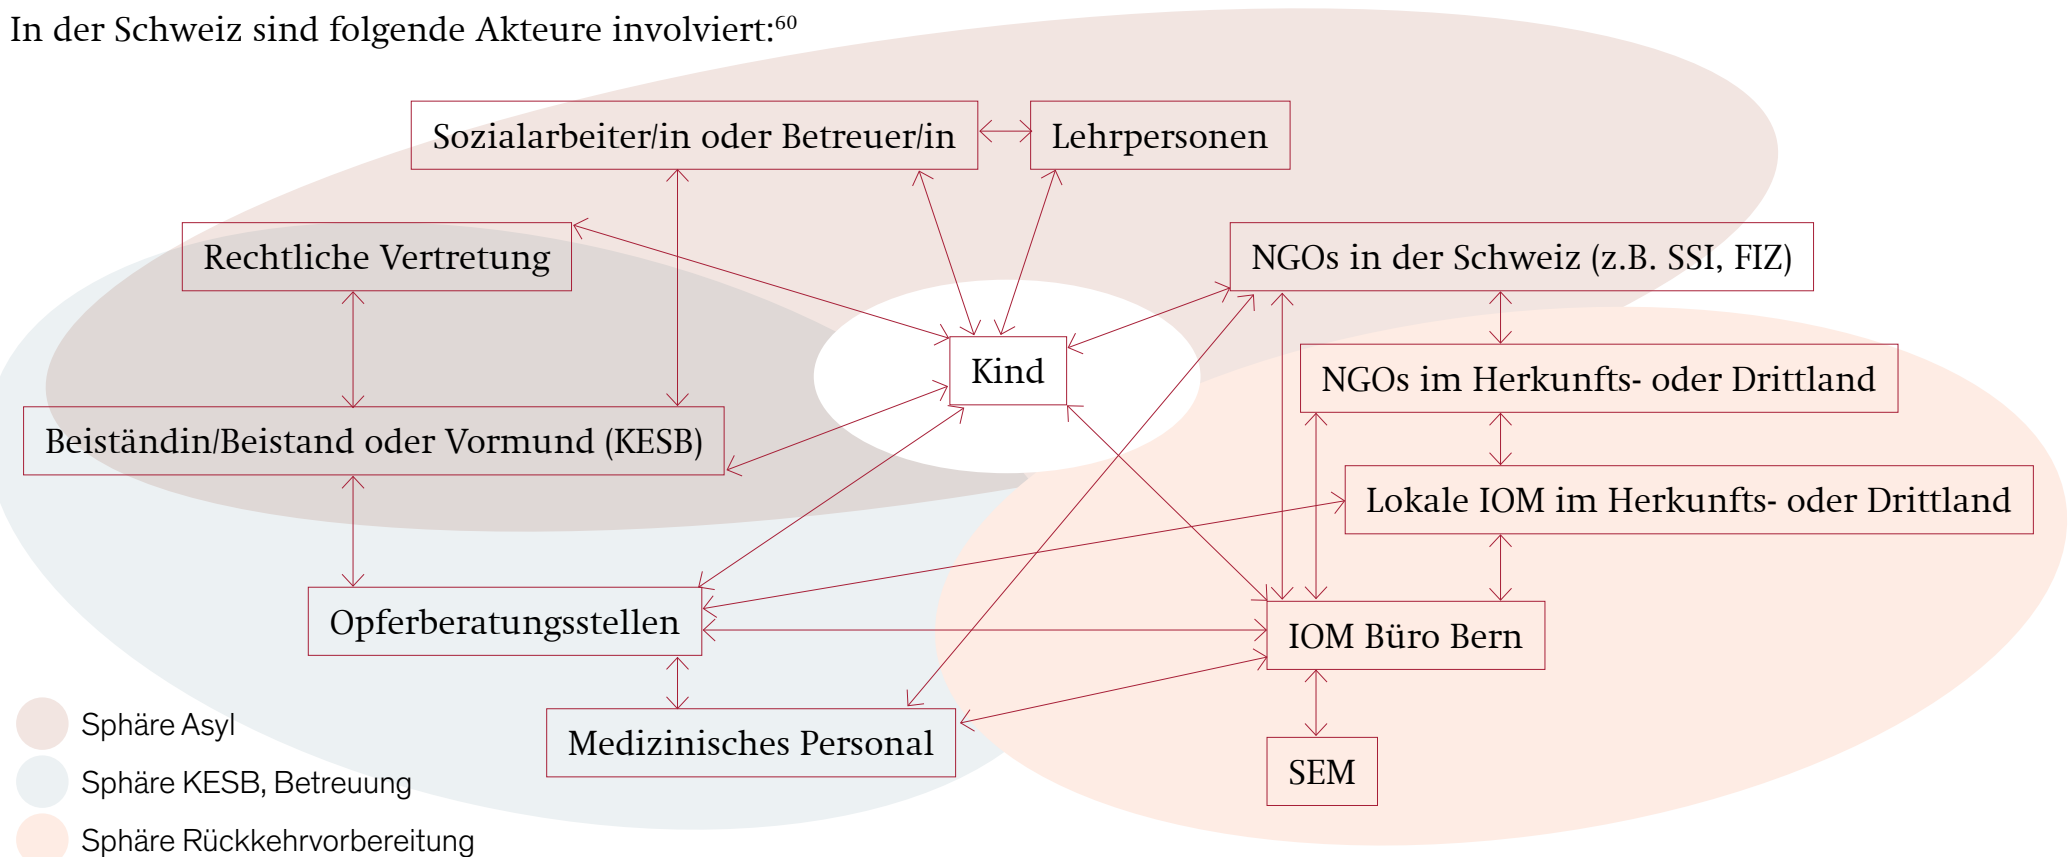 In der Schweiz sind folgende Akteure involviert:⁶⁰
Sozialarbeiter/in oder Betreuer/in
Lehrpersonen
Rechtliche Vertretung
NGOs in der Schweiz (z.B. SSI, FIZ)
Kind
NGOs im Herkunfts- oder Drittland
Beiständin/Beistand oder Vormund (KESB)
Lokale IOM im Herkunfts- oder Drittland
Opferberatungsstellen
IOM Büro Bern
Medizinisches Personal
SEM
Sphäre Asyl
Sphäre KESB, Betreuung
Sphäre Rückkehrvorbereitung